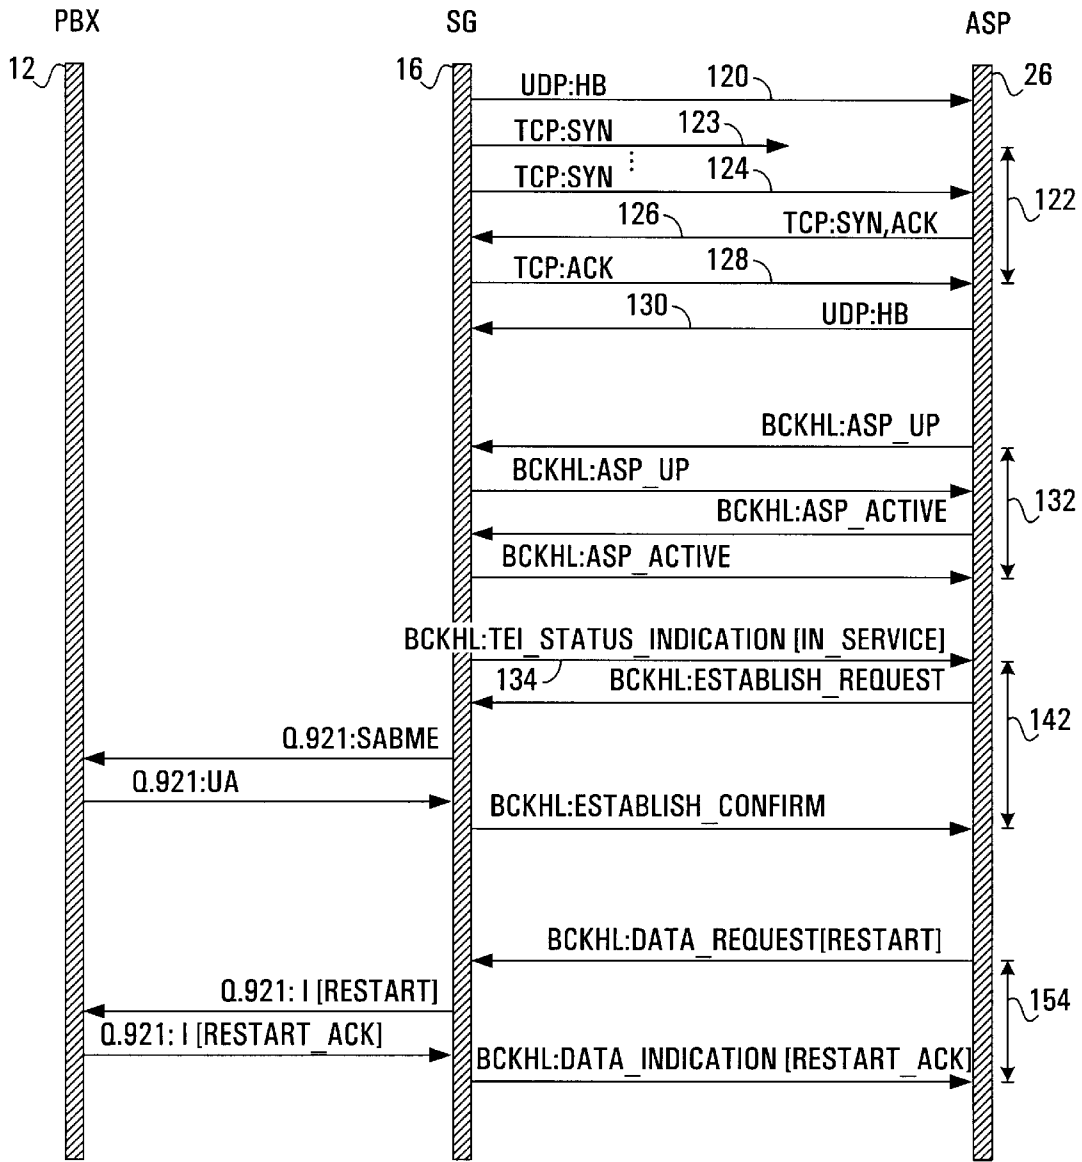 PBX SG ASP
12 16 26
UDP:HB 120
TCP:SYN 123
TCP:SYN 124
122
126 TCP:SYN,ACK
TCP:ACK 128
130 UDP:HB
BCKHL:ASP_UP
BCKHL:ASP_UP
132
BCKHL:ASP_ACTIVE
BCKHL:ASP_ACTIVE
BCKHL:TEI_STATUS_INDICATION [IN_SERVICE]
134 BCKHL:ESTABLISH_REQUEST
142
Q.921:SABME
Q.921:UA
BCKHL:ESTABLISH_CONFIRM
BCKHL:DATA_REQUEST[RESTART]
Q.921: I [RESTART]
154
Q.921: I [RESTART_ACK]
BCKHL:DATA_INDICATION [RESTART_ACK]